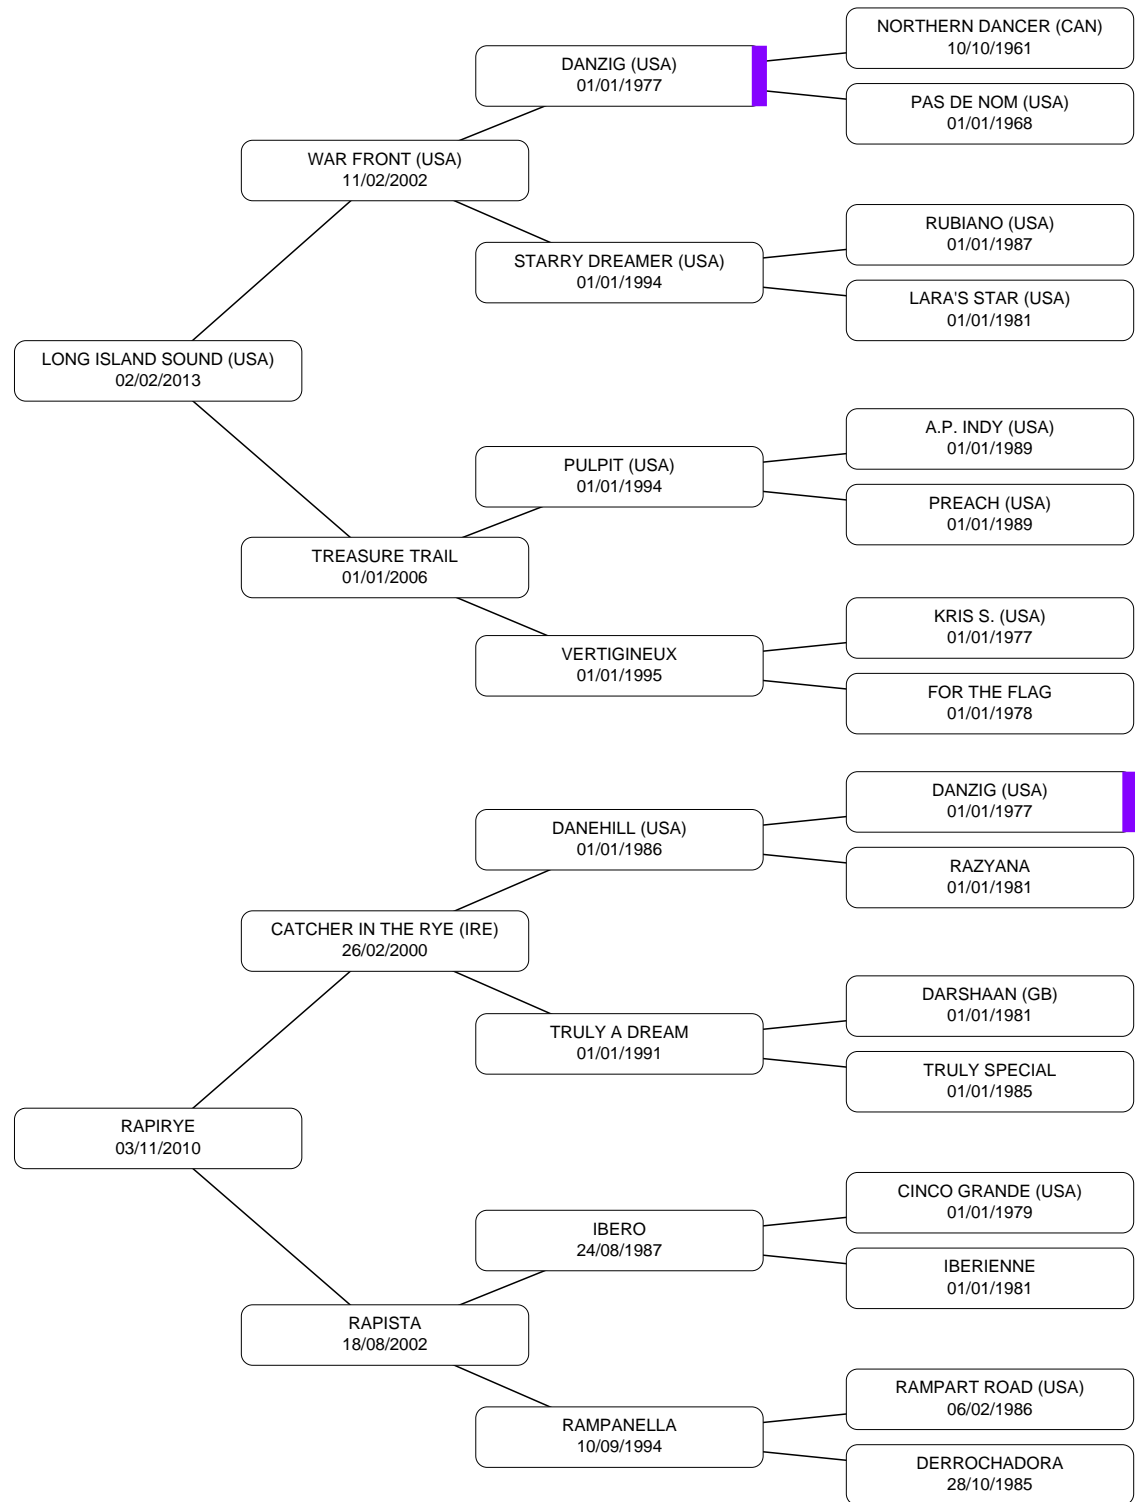 NORTHERN DANCER (CAN)
10/10/1961
DANZIG (USA)
01/01/1977
PAS DE NOM (USA)
01/01/1968
WAR FRONT (USA)
11/02/2002
RUBIANO (USA)
01/01/1987
STARRY DREAMER (USA)
01/01/1994
LARA'S STAR (USA)
01/01/1981
LONG ISLAND SOUND (USA)
02/02/2013
A.P. INDY (USA)
01/01/1989
PULPIT (USA)
01/01/1994
PREACH (USA)
01/01/1989
TREASURE TRAIL
01/01/2006
KRIS S. (USA)
01/01/1977
VERTIGINEUX
01/01/1995
FOR THE FLAG
01/01/1978
DANZIG (USA)
01/01/1977
DANEHILL (USA)
01/01/1986
RAZYANA
01/01/1981
CATCHER IN THE RYE (IRE)
26/02/2000
DARSHAAN (GB)
01/01/1981
TRULY A DREAM
01/01/1991
TRULY SPECIAL
01/01/1985
RAPIRYE
03/11/2010
CINCO GRANDE (USA)
01/01/1979
IBERO
24/08/1987
IBERIENNE
01/01/1981
RAPISTA
18/08/2002
RAMPART ROAD (USA)
06/02/1986
RAMPANELLA
10/09/1994
DERROCHADORA
28/10/1985